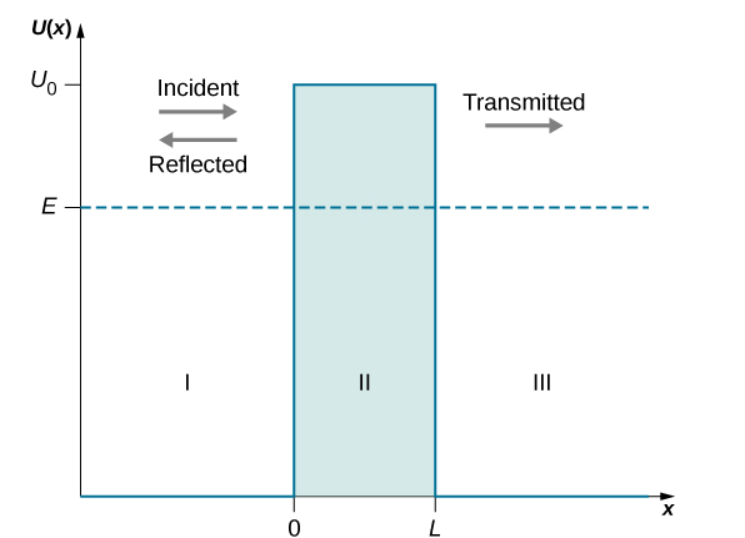 U(x)
U₀
Incident
Transmitted
Reflected
E
I
II
III
0
L
x